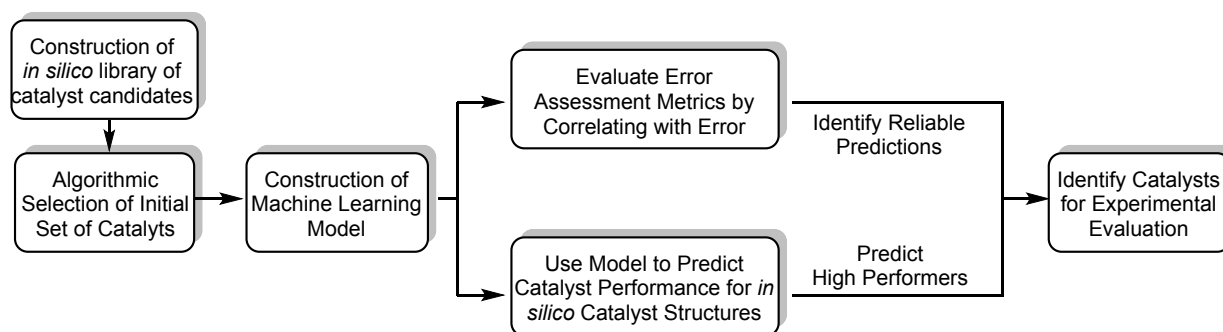 Construction of
in silico library of
catalyst candidates
Algorithmic
Selection of Initial
Set of Catalyts
Construction of
Machine Learning
Model
Evaluate Error
Assessment Metrics by
Correlating with Error
Identify Reliable
Predictions
Use Model to Predict
Catalyst Performance for in
silico Catalyst Structures
Predict
High Performers
Identify Catalysts
for Experimental
Evaluation